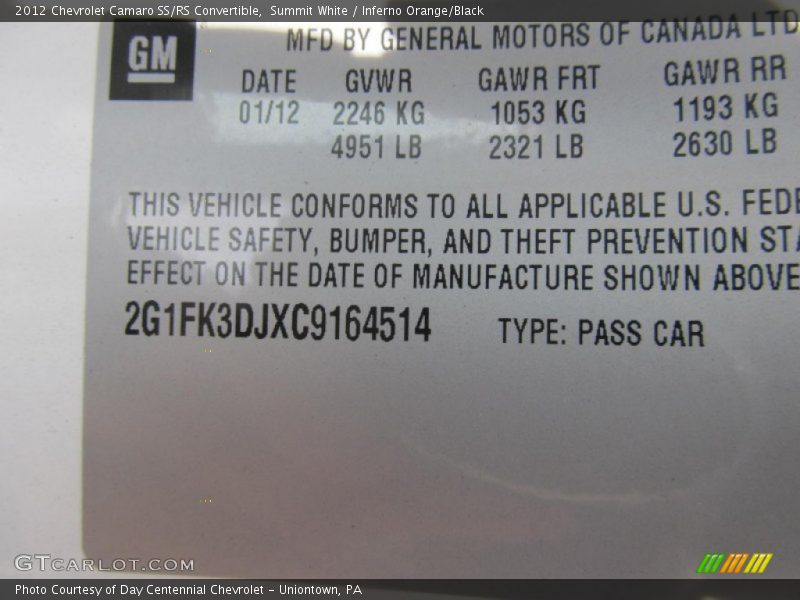 2012 Chevrolet Camaro SS/RS Convertible, Summit White / Inferno Orange/Black
GM
MFD BY GENERAL MOTORS OF CANADA LTD
DATE GVWR GAWR FRT GAWR RR
01/12 2246 KG 1053 KG 1193 KG
4951 LB 2321 LB 2630 LB
THIS VEHICLE CONFORMS TO ALL APPLICABLE U.S. FEDE
VEHICLE SAFETY, BUMPER, AND THEFT PREVENTION STA
EFFECT ON THE DATE OF MANUFACTURE SHOWN ABOVE
2G1FK3DJXC9164514 TYPE: PASS CAR
GTCARLOT.COM
Photo Courtesy of Day Centennial Chevrolet - Uniontown, PA